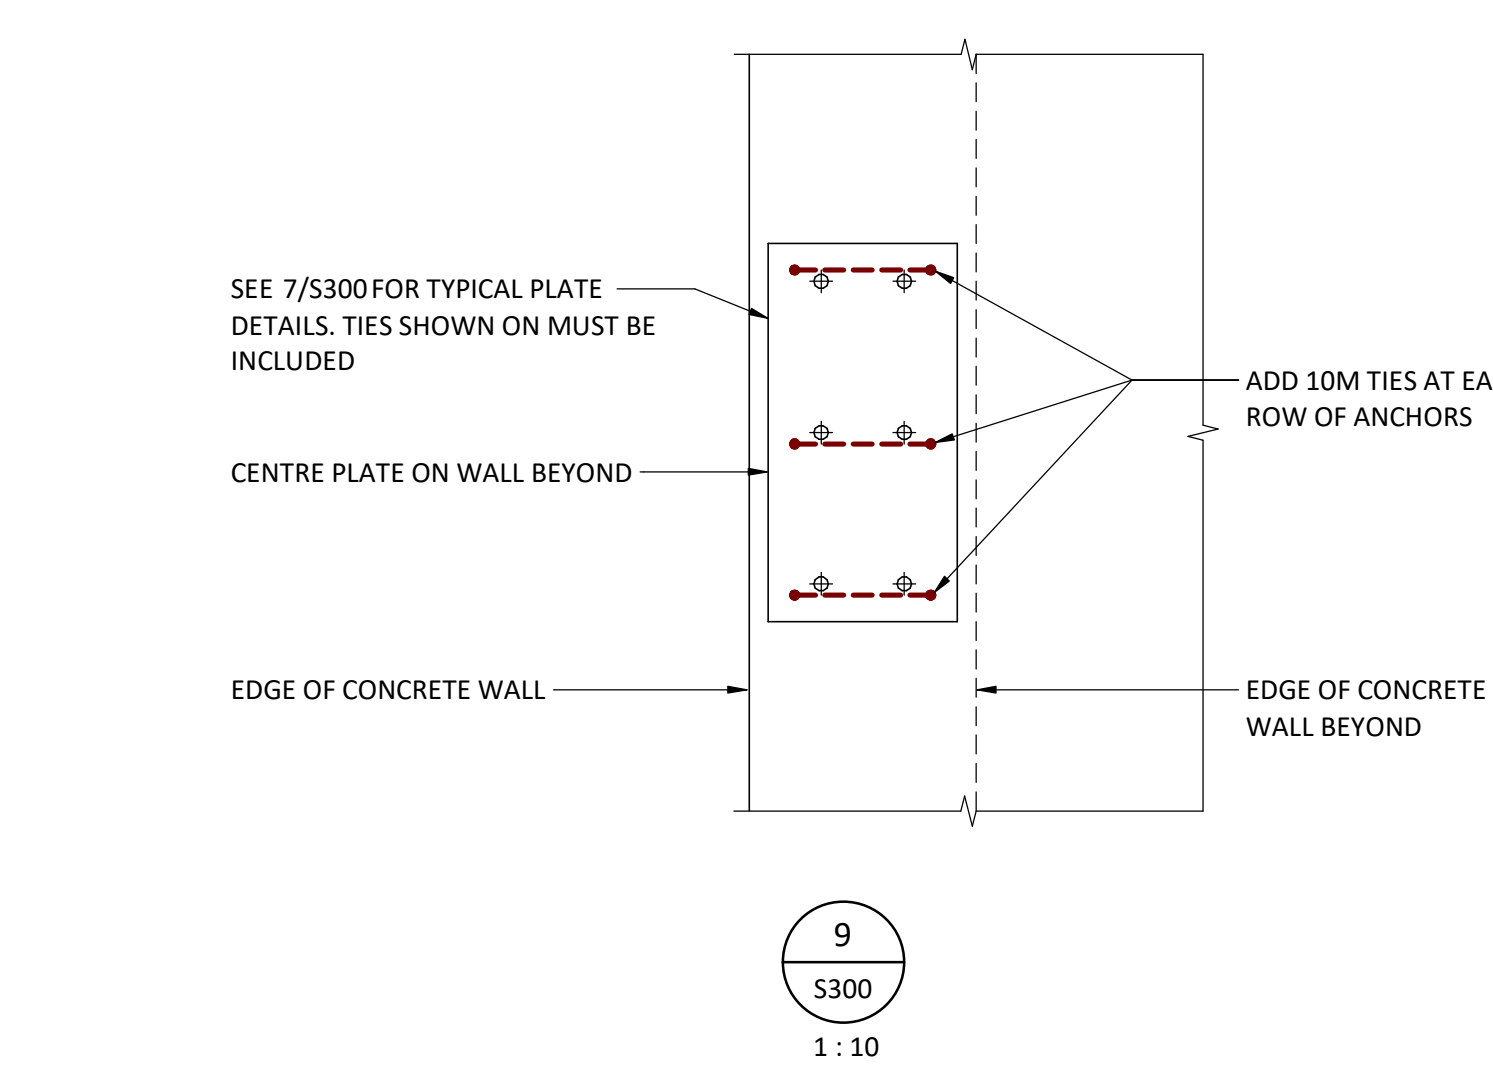 SEE 7/S300 FOR TYPICAL PLATE
DETAILS. TIES SHOWN ON MUST BE
INCLUDED
CENTRE PLATE ON WALL BEYOND
EDGE OF CONCRETE WALL
ADD 10M TIES AT EA
ROW OF ANCHORS
EDGE OF CONCRETE
WALL BEYOND
9
S300
1 : 10